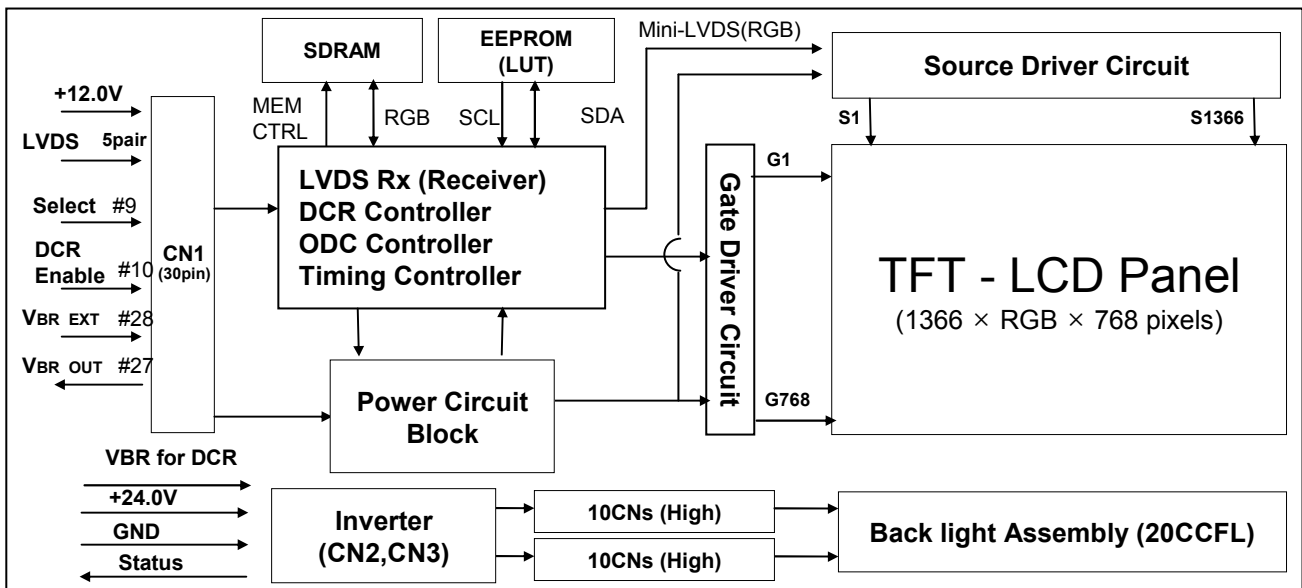 SDRAM
EEPROM
(LUT)
Mini-LVDS(RGB)
Source Driver Circuit
+12.0V
MEM
CTRL
RGB
SCL
SDA
S1
S1366
LVDS 5pair
Select #9
DCR
Enable #10
VBR EXT #28
VBR OUT #27
CN1
(30pin)
LVDS Rx (Receiver)
DCR Controller
ODC Controller
Timing Controller
Gate Driver Circuit
G1
G768
TFT - LCD Panel
(1366 × RGB × 768 pixels)
Power Circuit
Block
VBR for DCR
+24.0V
GND
Status
Inverter
(CN2,CN3)
10CNs (High)
10CNs (High)
Back light Assembly (20CCFL)